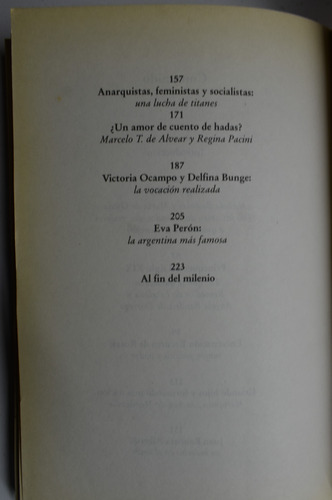 157
Anarquistas, feministas y socialistas:
una lucha de titanes
171
¿Un amor de cuento de hadas?
Marcelo T. de Alvear y Regina Pacini
187
Victoria Ocampo y Delfina Bunge:
la vocación realizada
205
Eva Perón:
la argentina más famosa
223
Al fin del milenio